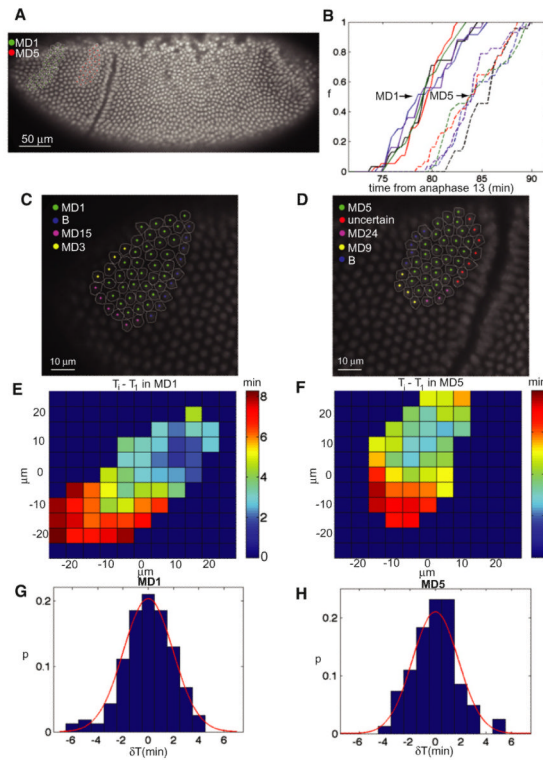 A
MD1
MD5
50 μm
B
1
0.8
0.6
f
0.4
0.2
0
MD1
MD5
75 80 85 90
time from anaphase 13 (min)
C
MD1
B
MD15
MD3
10 μm
D
MD5
uncertain
MD24
MD9
B
10 μm
E
Ti - T1 in MD1
min
8
6
4
2
0
μm
20
10
0
-10
-20
-20 -10 0 10 20
μm
F
Ti - T1 in MD5
min
μm
20
10
0
-10
-20
-20 -10 0 10 20
μm
G
MD1
0.2
p
0.1
0
-6 -4 -2 0 2 4 6
δT(min)
H
MD5
0.2
p
0.1
0
-6 -4 -2 0 2 4 6
δT(min)